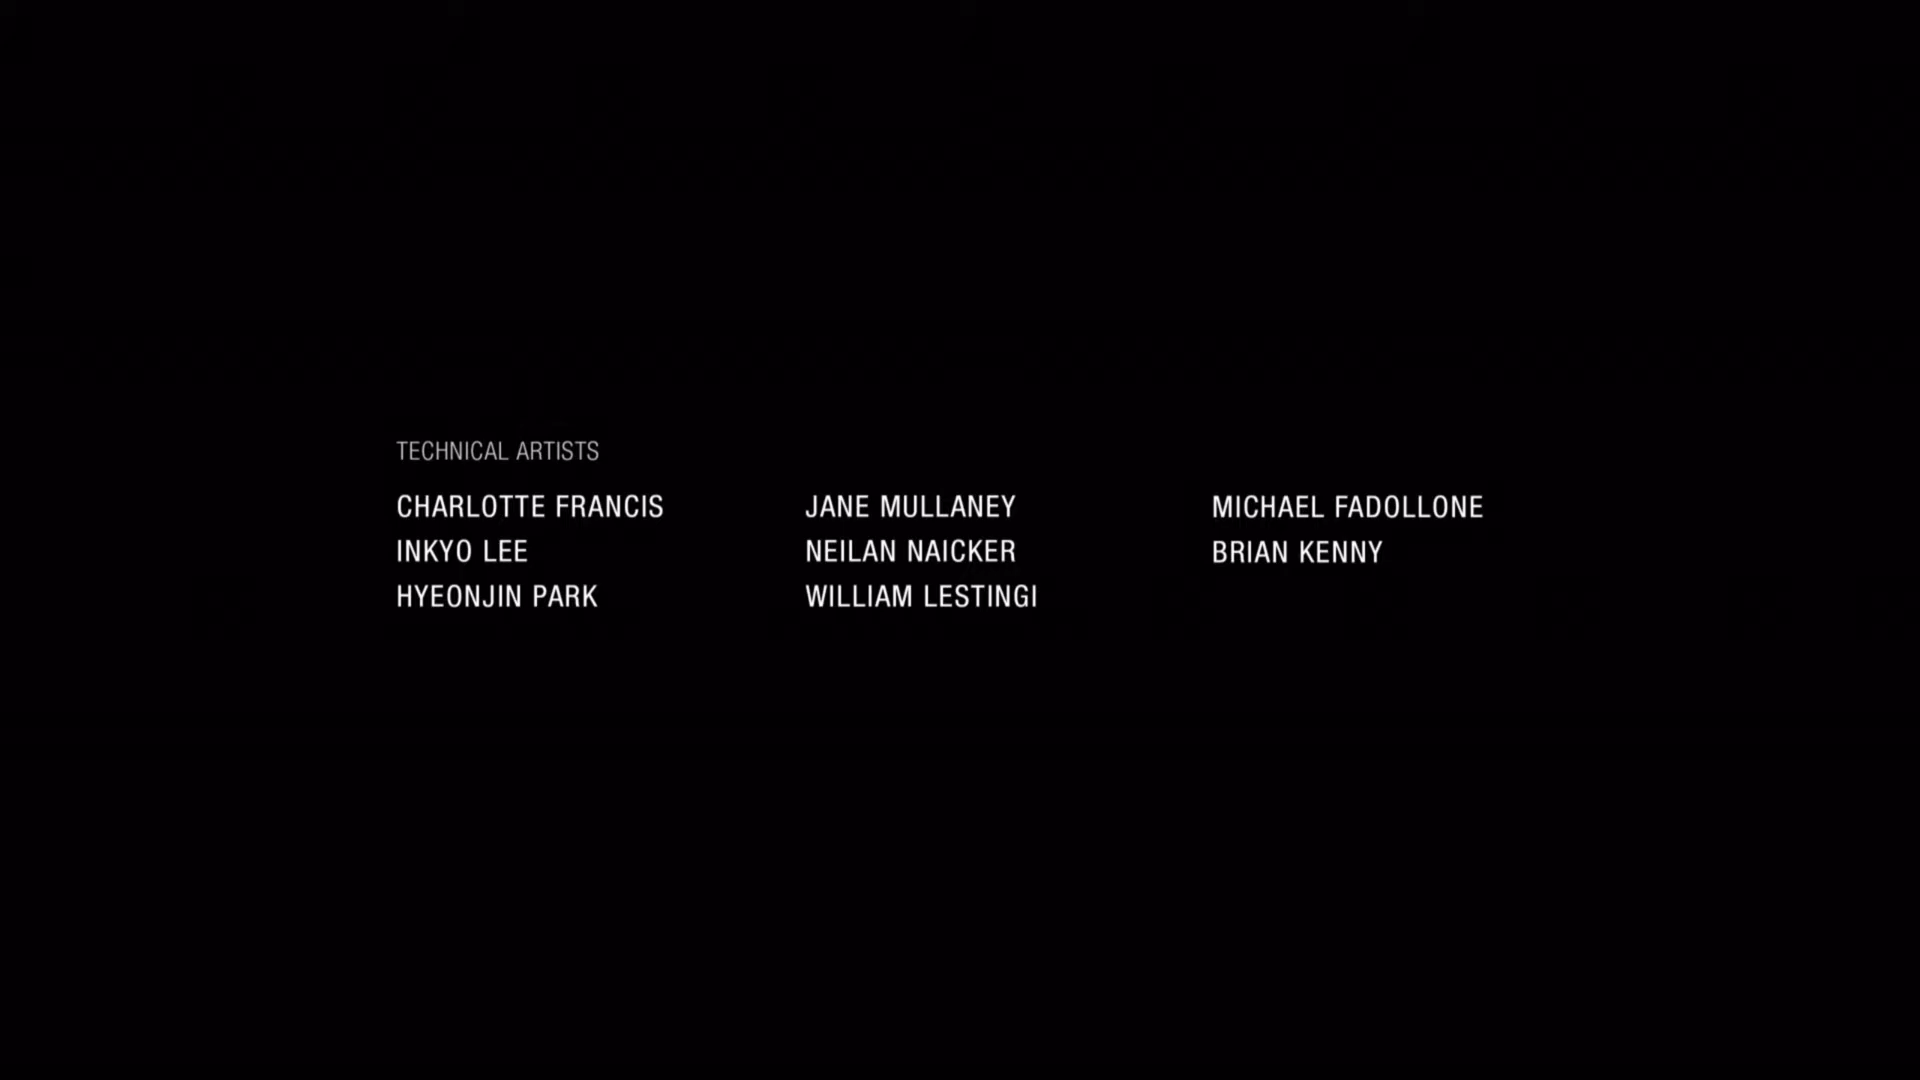 TECHNICAL ARTISTS
CHARLOTTE FRANCIS
INKYO LEE
HYEONJIN PARK
JANE MULLANEY
NEILAN NAICKER
WILLIAM LESTINGI
MICHAEL FADOLLONE
BRIAN KENNY